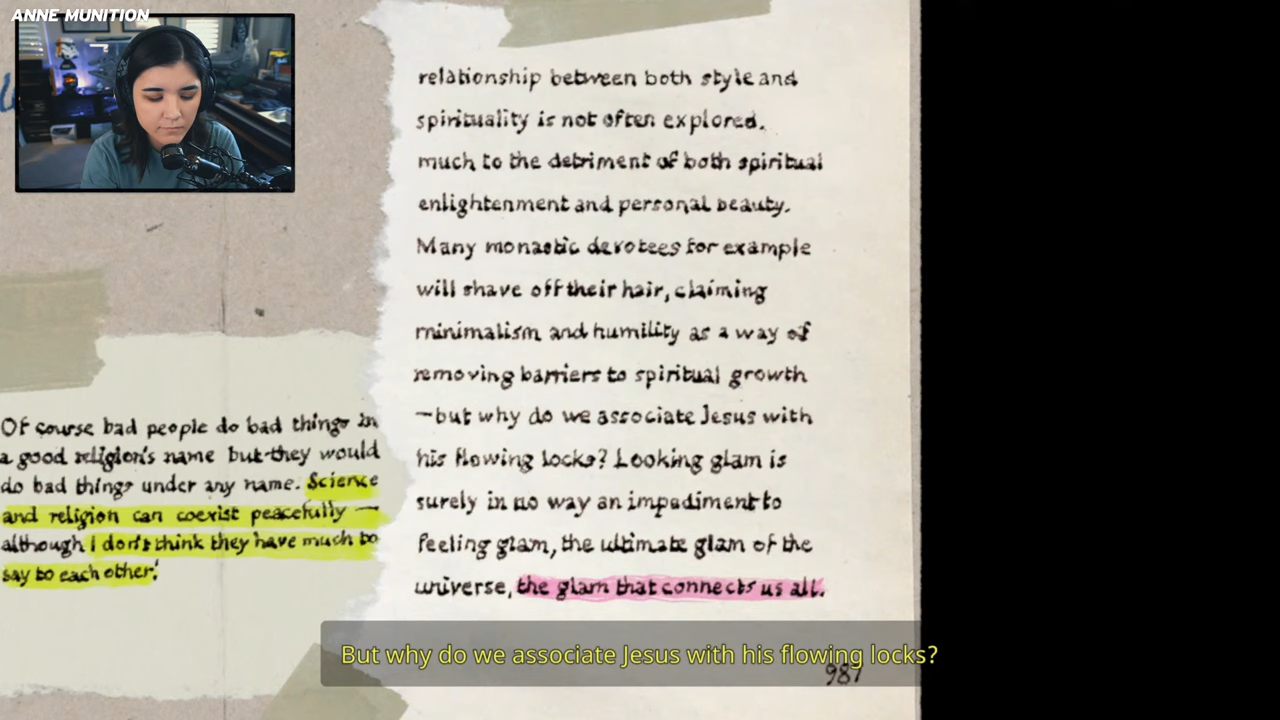 ANNE MUNITION
relationship between both style and
spirituality is not often explored,
much to the detriment of both spiritual
enlightenment and personal beauty.
Many monastic devotees for example
will shave off their hair, claiming
minimalism and humility as a way of
removing barriers to spiritual growth
—but why do we associate Jesus with
his flowing locks? Looking glam is
surely in no way an impediment to
feeling glam, the ultimate glam of the
universe, the glam that connects us all.
987
Of course bad people do bad things in
a good religion's name but they would
do bad things under any name. Science
and religion can coexist peacefully —
although I don't think they have much to
say to each other.'
But why do we associate Jesus with his flowing locks?